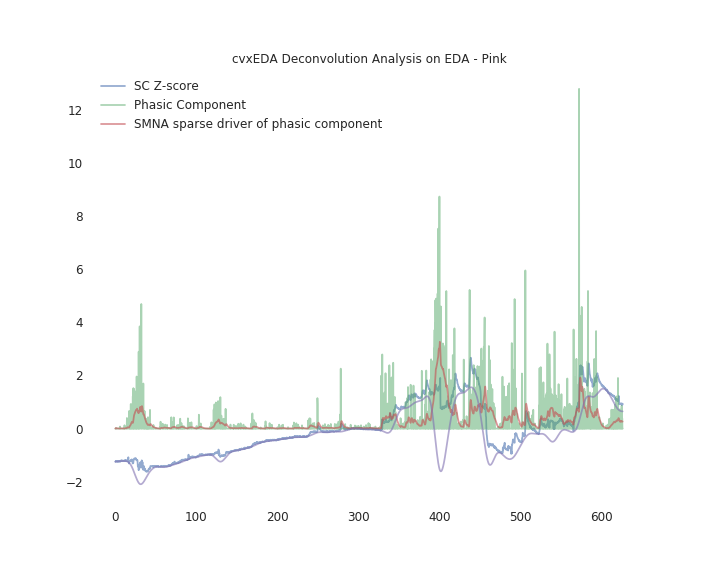 cvxEDA Deconvolution Analysis on EDA - Pink
SC Z-score
Phasic Component
SMNA sparse driver of phasic component
12
10
8
6
4
2
0
−2
0 100 200 300 400 500 600